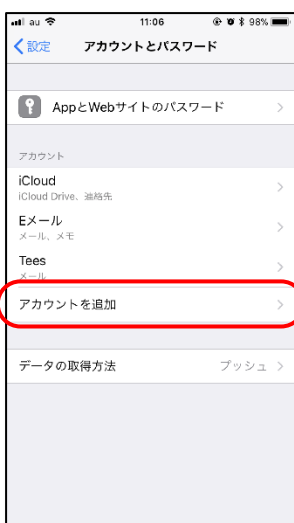 au 11:06 98%
設定 アカウントとパスワード
AppとWebサイトのパスワード
アカウント
iCloud
iCloud Drive、連絡先
Eメール
メール、メモ
Tees
メール
アカウントを追加
データの取得方法 プッシュ